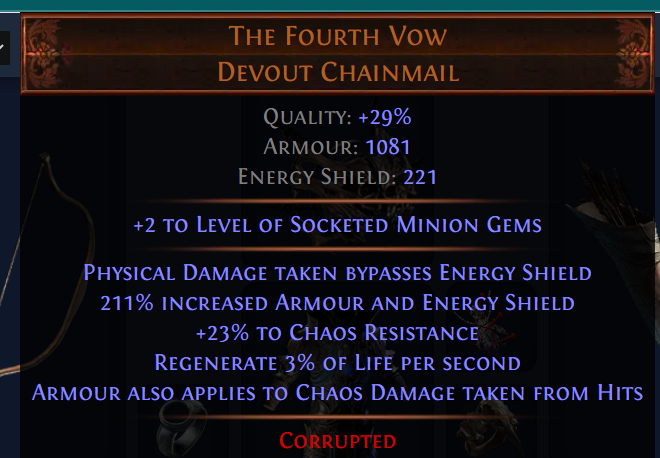 The Fourth Vow
Devout Chainmail
Quality: +29%
Armour: 1081
Energy Shield: 221
+2 to Level of Socketed Minion Gems
Physical Damage taken bypasses Energy Shield
211% increased Armour and Energy Shield
+23% to Chaos Resistance
Regenerate 3% of Life per second
Armour also applies to Chaos Damage taken from Hits
Corrupted